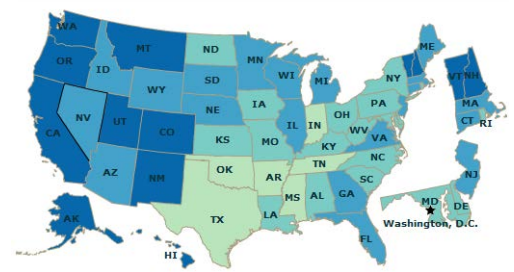 WA
MT
ND
MN
ME
OR
ID
SD
WI
MI
NY
VT
NH
WY
MA
NE
IA
PA
CT
RI
NV
UT
CO
IL
IN
OH
WV
VA
CA
KS
MO
KY
NJ
AZ
NM
OK
AR
TN
NC
SC
TX
LA
MS
AL
GA
MD
DE
AK
HI
FL
Washington, D.C.